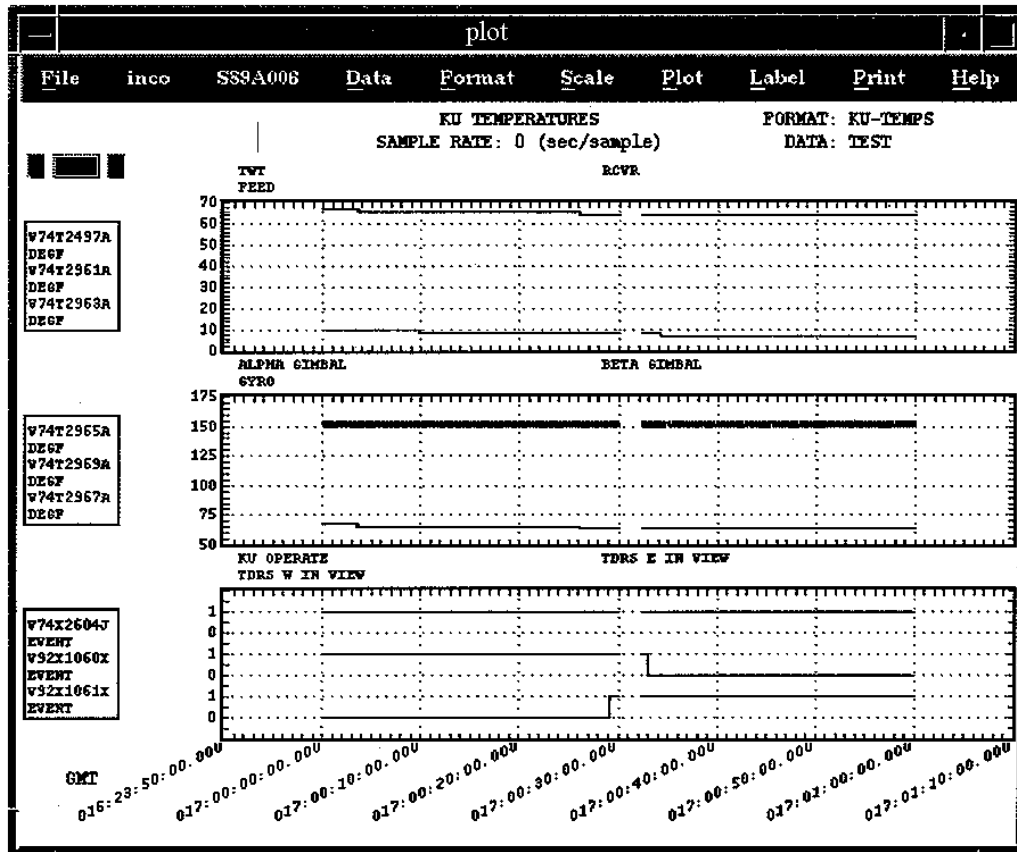 plot
File inco S89A006 Data Format Scale Plot Label Print Help
KU TEMPERATURES FORMAT: KU-TEMPS
SAMPLE RATE: 0 (sec/sample) DATA: TEST
TWT RCVR
FEED
V74T2497A
DEGF
V74T2961A
DEGF
V74T2963A
DEGF
70
60
50
40
30
20
10
0
ALPHA GIMBAL BETA GIMBAL
GYRO
V74T2965A
DEGF
V74T2969A
DEGF
V74T2967A
DEGF
175
150
125
100
75
50
KU OPERATE TDRS E IN VIEW
TDRS W IN VIEW
V74X2604J
EVENT
V92X1060X
EVENT
V92X1061X
EVENT
1
0
1
0
1
0
GMT
016:23:50:00.000
017:00:00:00.000
017:00:10:00.000
017:00:20:00.000
017:00:30:00.000
017:00:40:00.000
017:00:50:00.000
017:01:00:00.000
017:01:10:00.000